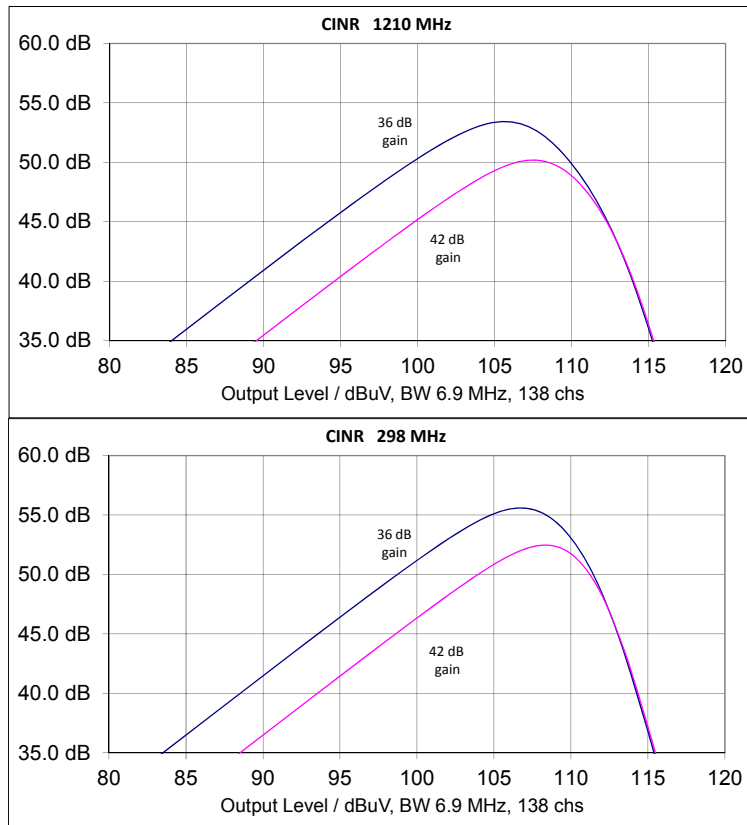 CINR 1210 MHz
60.0 dB
55.0 dB
50.0 dB
45.0 dB
40.0 dB
35.0 dB
36 dB
gain
42 dB
gain
80 85 90 95 100 105 110 115 120
Output Level / dBuV, BW 6.9 MHz, 138 chs
CINR 298 MHz
60.0 dB
55.0 dB
50.0 dB
45.0 dB
40.0 dB
35.0 dB
36 dB
gain
42 dB
gain
80 85 90 95 100 105 110 115 120
Output Level / dBuV, BW 6.9 MHz, 138 chs